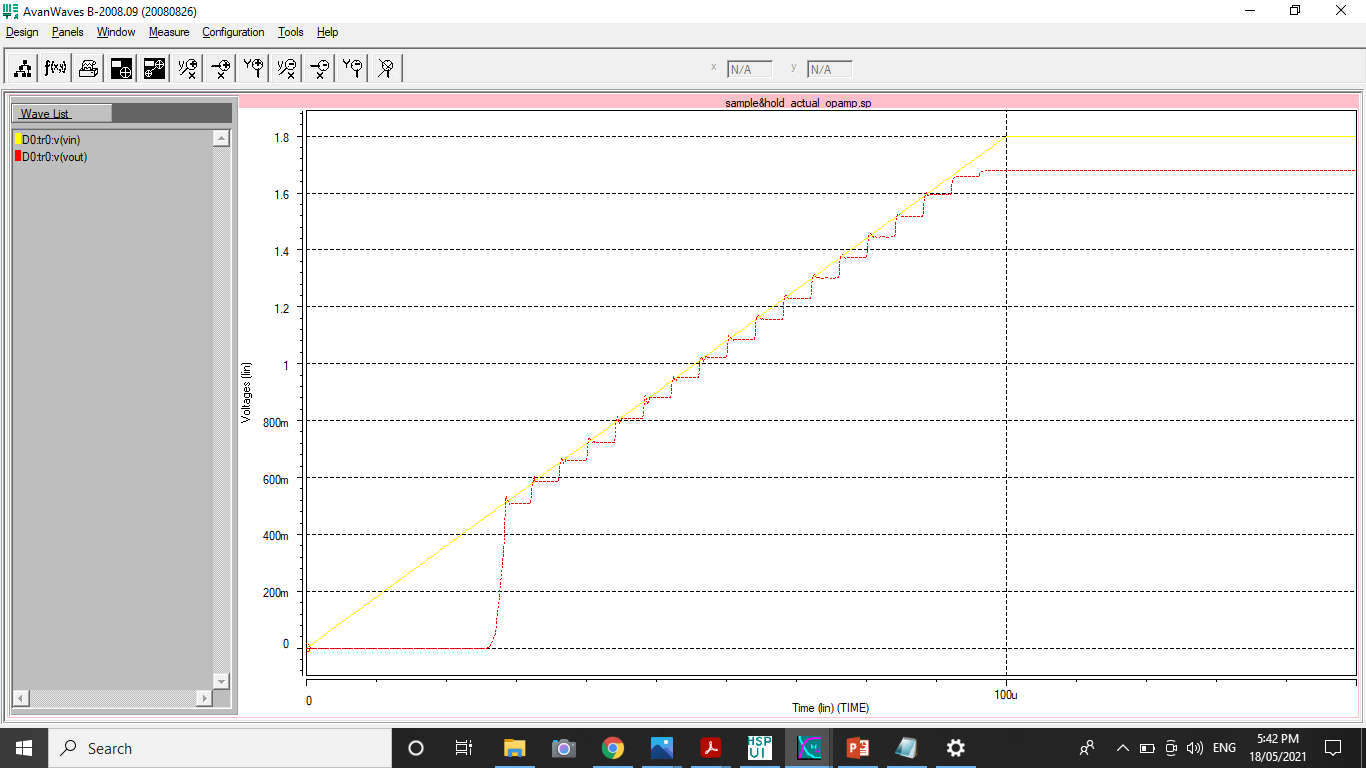 AvanWaves B-2008.09 (20080826)
Design Panels Window Measure Configuration Tools Help
f(x) x N/A y N/A
Wave List
D0:tr0:v(vin)
D0:tr0:v(vout)
sample&hold_actual_opamp.sp
1.8
1.6
1.4
1.2
1
800m
600m
400m
200m
0
Voltages (lin)
0
100u
Time (lin) (TIME)
Search
HSP
UI
ENG
5:42 PM
18/05/2021